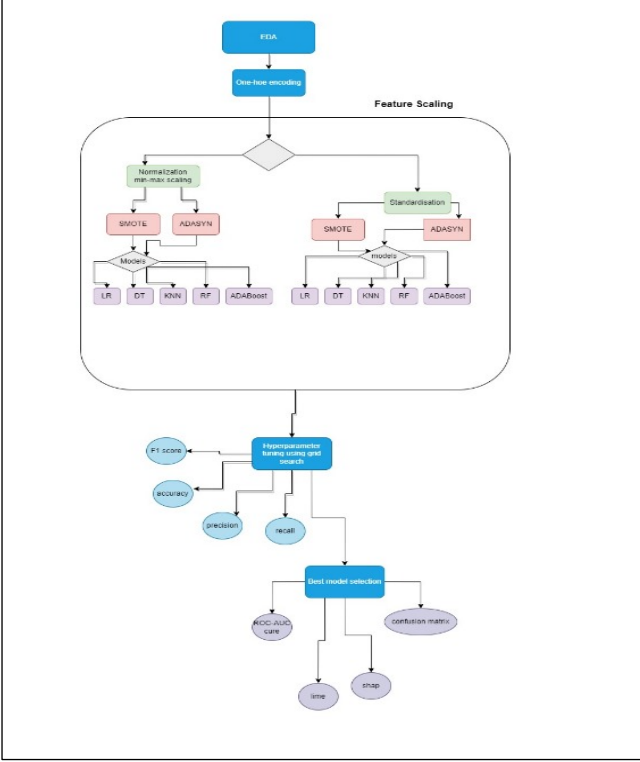 EDA
One-hoe encoding
Feature Scaling
Normalization
min-max scaling
Standardisation
SMOTE
ADASYN
SMOTE
ADASYN
Models
models
LR
DT
KNN
RF
ADABoost
LR
DT
KNN
RF
ADABoost
Hyperparameter
tuning using grid
search
F1 score
accuracy
precision
recall
Best model selection
ROC-AUC
cure
confusion matrix
lime
shap